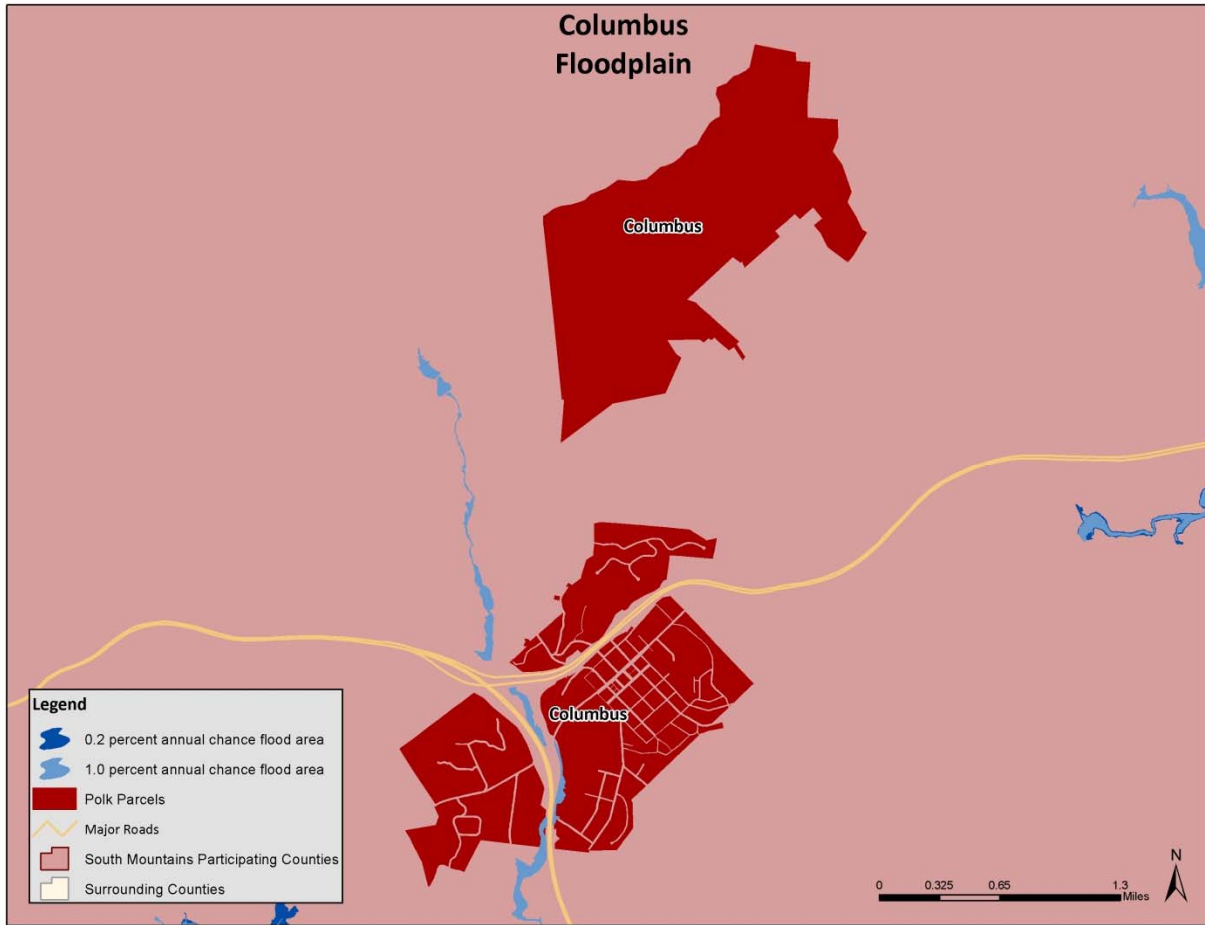 Columbus
Floodplain
Columbus
Columbus
Legend
0.2 percent annual chance flood area
1.0 percent annual chance flood area
Polk Parcels
Major Roads
South Mountains Participating Counties
Surrounding Counties
0 0.325 0.65 1.3
Miles
N